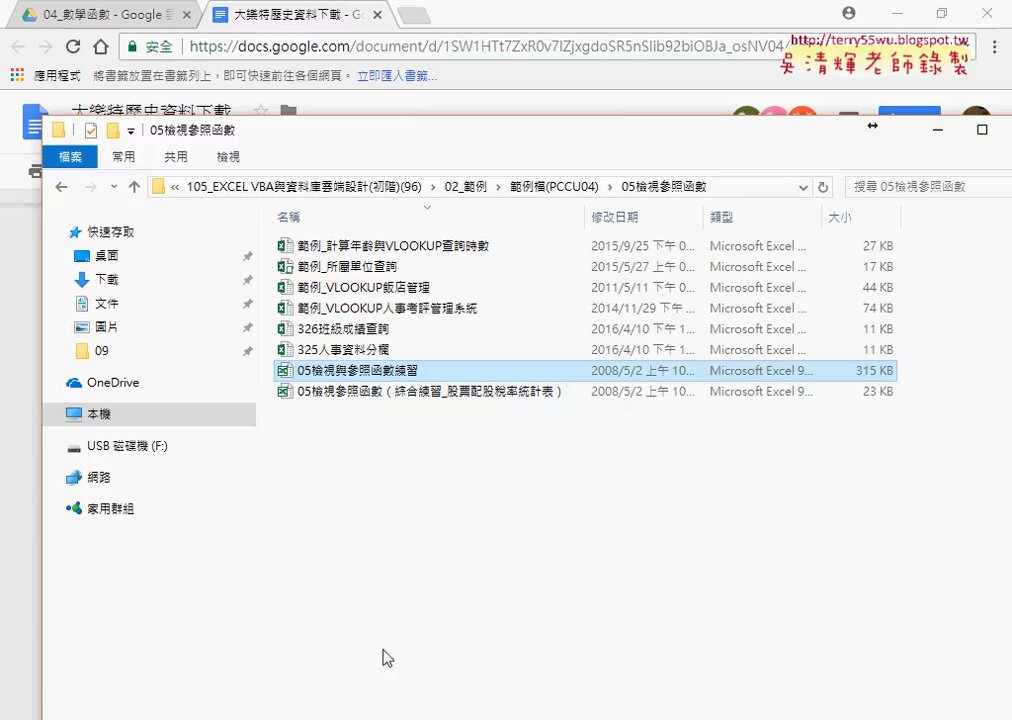 04_數學函數 - Google 雲
大樂特歷史資料下載 - Go
安全
https://docs.google.com/document/d/1SW1HTt7ZxR0v7IZjxgdoSR5nSlib92biOBJa_osNV04/
http://terry55wu.blogspot.tw
吳清輝老師錄製
應用程式
將書籤放置在書籤列上，即可快速前往各個網頁。
立即匯入書籤...
大樂特歷史資料下載
05檢視參照函數
檔案
常用
共用
檢視
« 105_EXCEL VBA與資料庫雲端設計(初階)(96) › 02_範例 › 範例檔(PCCU04) › 05檢視參照函數
搜尋 05檢視參照函數
名稱
修改日期
類型
大小
快速存取
桌面
下載
文件
圖片
09
OneDrive
本機
USB 磁碟機 (F:)
網路
家用群組
範例_計算年齡與VLOOKUP查詢時數 2015/9/25 下午 0... Microsoft Excel ... 27 KB
範例_所屬單位查詢 2015/5/27 上午 0... Microsoft Excel ... 17 KB
範例_VLOOKUP飯店管理 2011/5/11 下午 0... Microsoft Excel ... 44 KB
範例_VLOOKUP人事考評管理系統 2014/11/29 下午 ... Microsoft Excel ... 74 KB
326班級成績查詢 2016/4/10 下午 1... Microsoft Excel ... 11 KB
325人事資料分欄 2016/4/10 下午 1... Microsoft Excel ... 11 KB
05檢視與參照函數練習 2008/5/2 上午 10... Microsoft Excel 9... 315 KB
05檢視參照函數（綜合練習_股票配股稅率統計表） 2008/5/2 上午 10... Microsoft Excel 9... 23 KB